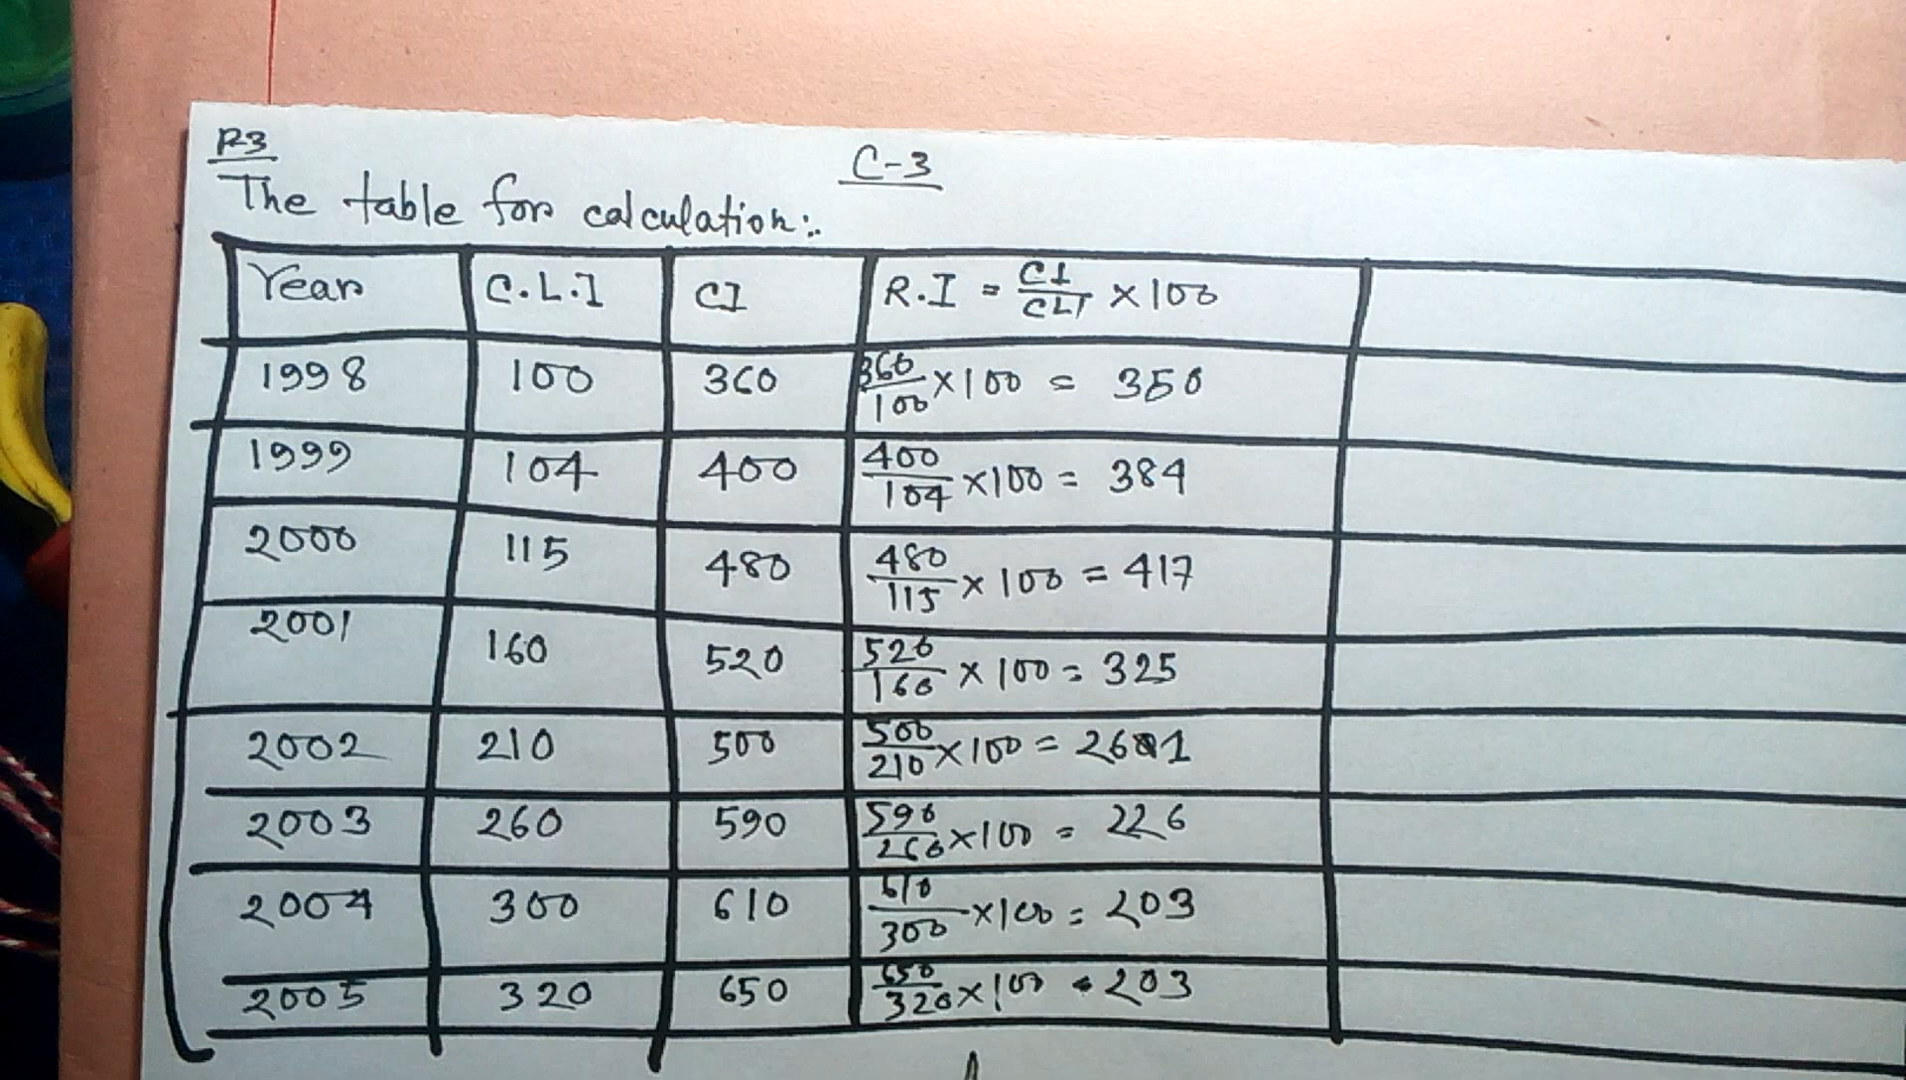 R3
C-3
The table for calculation:.
Year C.L.I CI R.I = CI/CLI × 100
1998 100 360 360/100 × 100 = 350
1999 104 400 400/104 × 100 = 384
2000 115 480 480/115 × 100 = 417
2001 160 520 520/160 × 100 = 325
2002 210 500 500/210 × 100 =
2003 260 590 590/260 × 100 = 226
2004 300 610 610/300 × 100 = 203
2005 320 650 650/320 × 100 = 203